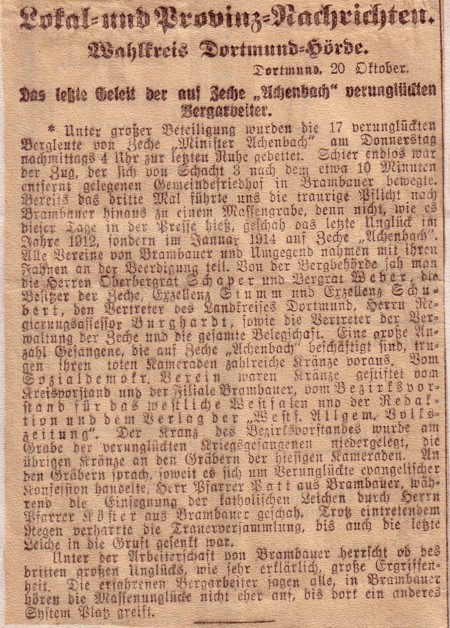 Lokal- und Provinz-Nachrichten.
Wahlkreis Dortmund-Hörde.
Dortmund, 20 Oktober.
Das letzte Geleit der auf Zeche „Achenbach“ verunglückten
Bergarbeiter.
* Unter großer Beteiligung wurden die 17 verunglückten
Bergleute von Zeche „Minister Achenbach“ am Donnerstag
nachmittags 4 Uhr zur letzten Ruhe gebettet. Schier endlos war
der Zug, der sich von Schacht 3 nach dem etwa 10 Minuten
entfernt gelegenen Gemeindefriedhof in Brambauer bewegte.
Bereits das dritte Mal führte uns die traurige Pflicht nach
Brambauer hinaus zu einem Massengrabe, denn nicht, wie es
dieser Tage in der Presse hieß, geschah das letzte Unglück im
Jahre 1912, sondern im Januar 1914 auf Zeche „Achenbach“.
Alle Vereine von Brambauer und Umgegend nahmen mit ihren
Fahnen an der Beerdigung teil. Von der Bergbehörde sah man
die Herren Oberbergrat Schaper und Bergrat Weber, die
Besitzer der Zeche, Exzellenz Stumm und Exzellenz Schu-
bert, den Vertreter des Landkreises Dortmund, Herrn Re-
gierungsassessor Burghardt, sowie die Vertreter der Ver-
waltung der Zeche und die gesamte Belegschaft. Eine große An-
zahl Gefangene, die auf Zeche „Achenbach“ beschäftigt sind, tru-
gen ihren toten Kameraden zahlreiche Kränze voraus. Vom
Sozialdemokr. Verein waren Kränze gestiftet vom
Kreisvorstand und der Filiale Brambauer, vom Bezirksvor-
stand für das westliche Westfalen und der Redak-
tion und dem Verlag der „Westf. Allgem. Volks-
zeitung“. Der Kranz des Bezirksvorstandes wurde am
Grabe der verunglückten Kriegsgefangenen niedergelegt, die
übrigen Kränze an den Gräbern der hiesigen Kameraden. An
den Gräbern sprach, soweit es sich um Verunglückte evangelischer
Konfession handelte, Herr Pfarrer Patt aus Brambauer, wäh-
rend die Einsegnung der katholischen Leichen durch Herrn
Pfarrer Köster aus Brambauer geschah. Trotz eintretendem
Regen verharrte die Trauerversammlung, bis auch die letzte
Leiche in die Gruft gesenkt war.
Unter der Arbeiterschaft von Brambauer herrscht ob des
dritten großen Unglücks, wie sehr erklärlich, große Ergriffen-
heit. Die erfahrenen Bergarbeiter sagen alle, in Brambauer
hören die Massenunglücke nicht eher auf, bis dort ein anderes
System Platz greift.